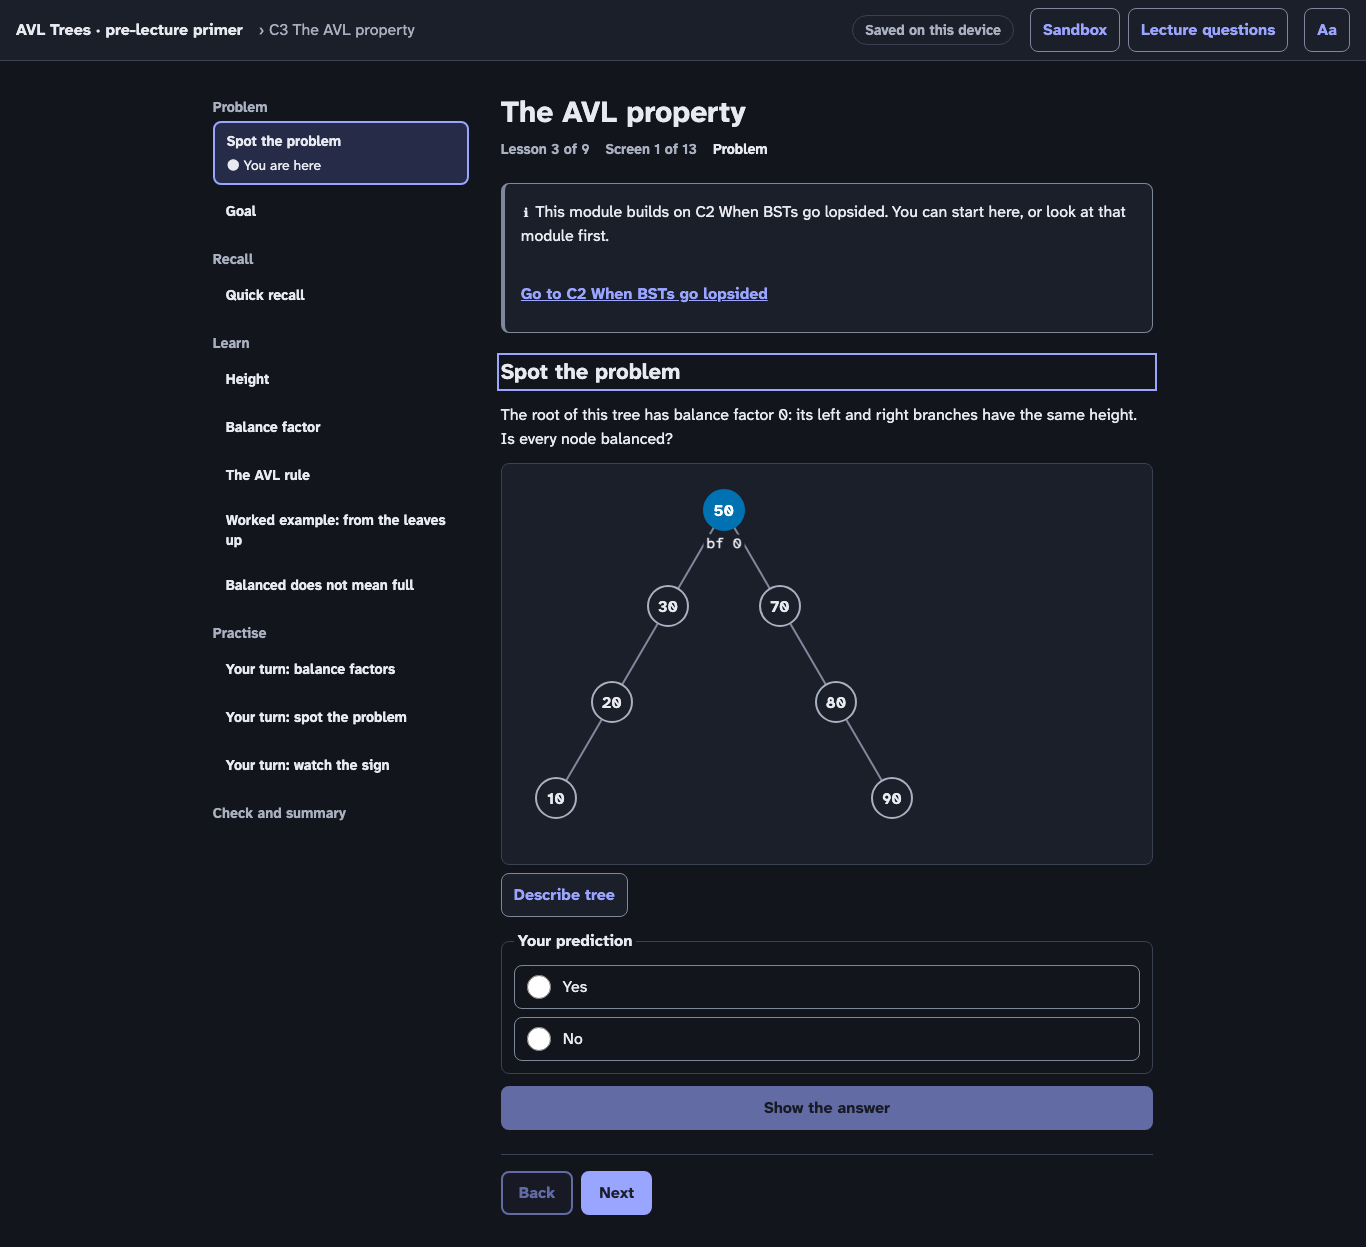 AVL Trees · pre-lecture primer › C3 The AVL property
Saved on this device
Sandbox
Lecture questions
Aa
Problem
Spot the problem
You are here
Goal
Recall
Quick recall
Learn
Height
Balance factor
The AVL rule
Worked example: from the leaves
up
Balanced does not mean full
Practise
Your turn: balance factors
Your turn: spot the problem
Your turn: watch the sign
Check and summary
The AVL property
Lesson 3 of 9 Screen 1 of 13 Problem
ℹ This module builds on C2 When BSTs go lopsided. You can start here, or look at that
module first.
Go to C2 When BSTs go lopsided
Spot the problem
The root of this tree has balance factor 0: its left and right branches have the same height.
Is every node balanced?
50
bf 0
30 70
20 80
10 90
Describe tree
Your prediction
Yes
No
Show the answer
Back
Next